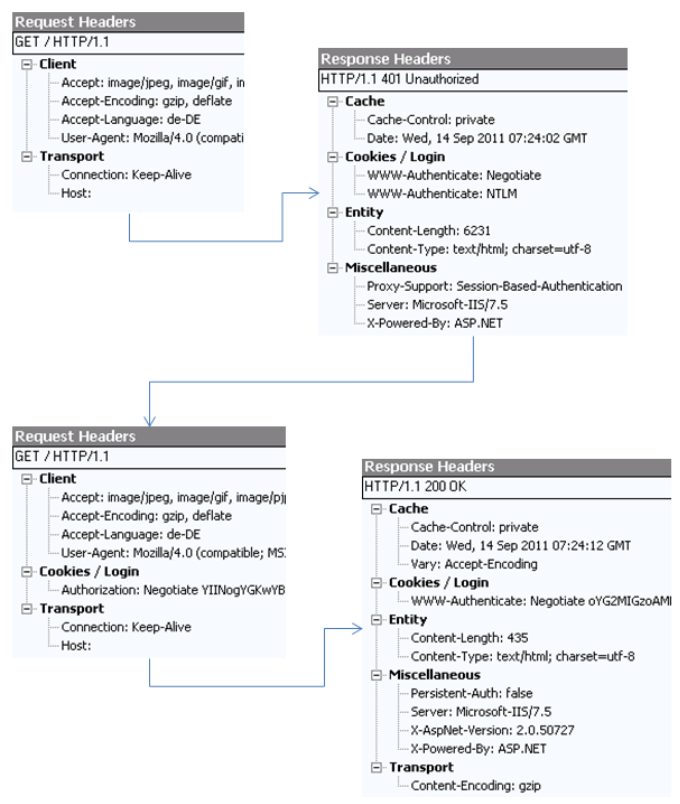 Request Headers
GET / HTTP/1.1
Client
Accept: image/jpeg, image/gif,
Accept-Encoding: gzip, deflate
Accept-Language: de-DE
User-Agent: Mozilla/4.0 (compati
Transport
Connection: Keep-Alive
Host:
Response Headers
HTTP/1.1 401 Unauthorized
Cache
Cache-Control: private
Date: Wed, 14 Sep 2011 07:24:02 GMT
Cookies / Login
WWW-Authenticate: Negotiate
WWW-Authenticate: NTLM
Entity
Content-Length: 6231
Content-Type: text/html; charset=utf-8
Miscellaneous
Proxy-Support: Session-Based-Authentication
Server: Microsoft-IIS/7.5
X-Powered-By: ASP.NET
Request Headers
GET / HTTP/1.1
Client
Accept: image/jpeg, image/gif, image/pjp
Accept-Encoding: gzip, deflate
Accept-Language: de-DE
User-Agent: Mozilla/4.0 (compatible;
Cookies / Login
Authorization: Negotiate YIINogYGKwYB
Transport
Connection: Keep-Alive
Host:
Response Headers
HTTP/1.1 200 OK
Cache
Cache-Control: private
Date: Wed, 14 Sep 2011 07:24:12 GMT
Vary: Accept-Encoding
Cookies / Login
WWW-Authenticate: Negotiate oYG2MIGzoAM
Entity
Content-Length: 435
Content-Type: text/html; charset=utf-8
Miscellaneous
Persistent-Auth: false
Server: Microsoft-IIS/7.5
X-AspNet-Version: 2.0.50727
X-Powered-By: ASP.NET
Transport
Content-Encoding: gzip